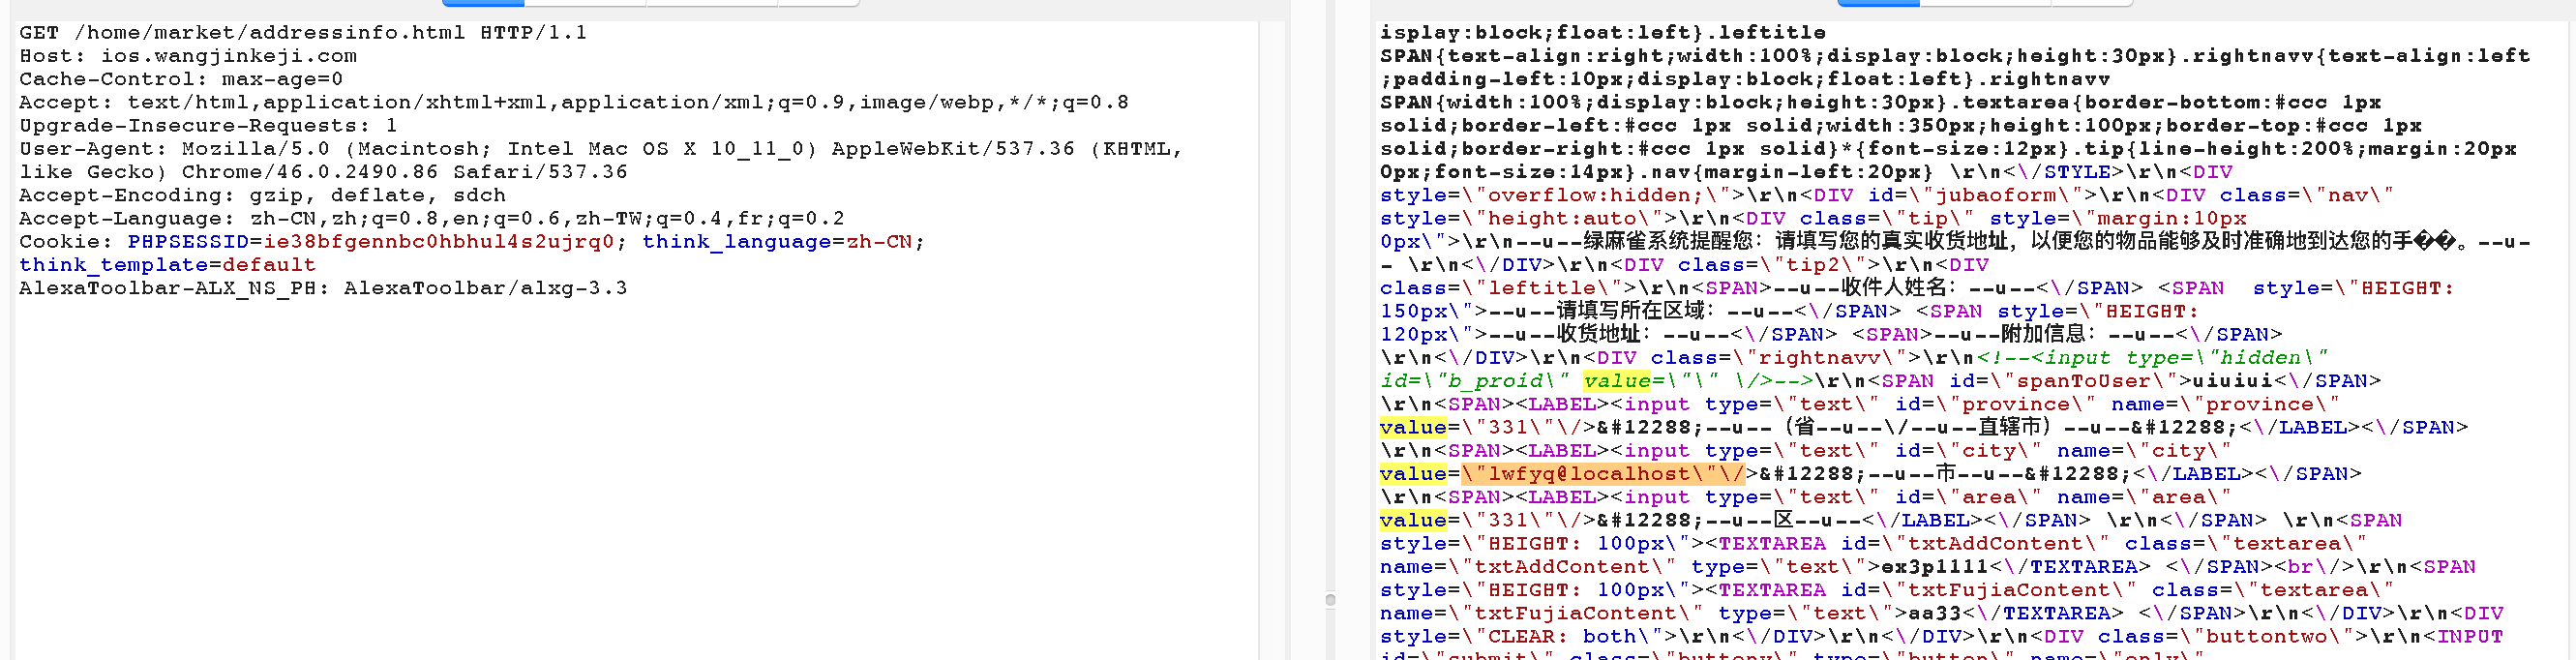 GET /home/market/addressinfo.html HTTP/1.1
Host: ios.wangjinkeji.com
Cache-Control: max-age=0
Accept: text/html,application/xhtml+xml,application/xml;q=0.9,image/webp,*/*;q=0.8
Upgrade-Insecure-Requests: 1
User-Agent: Mozilla/5.0 (Macintosh; Intel Mac OS X 10_11_0) AppleWebKit/537.36 (KHTML,
like Gecko) Chrome/46.0.2490.86 Safari/537.36
Accept-Encoding: gzip, deflate, sdch
Accept-Language: zh-CN,zh;q=0.8,en;q=0.6,zh-TW;q=0.4,fr;q=0.2
Cookie: PHPSESSID=ie38bfgennbc0hbhul4s2ujrq0; think_language=zh-CN;
think_template=default
AlexaToolbar-ALX_NS_PH: AlexaToolbar/alxg-3.3
isplay:block;float:left}.leftitle
SPAN{text-align:right;width:100%;display:block;height:30px}.rightnavv{text-align:left
;padding-left:10px;display:block;float:left}.rightnavv
SPAN{width:100%;display:block;height:30px}.textarea{border-bottom:#ccc 1px
solid;border-left:#ccc 1px solid;width:350px;height:100px;border-top:#ccc 1px
solid;border-right:#ccc 1px solid}*{font-size:12px}.tip{line-height:200%;margin:20px
0px;font-size:14px}.nav{margin-left:20px} \r\n<\/STYLE>\r\n<DIV
style=\"overflow:hidden;\">\r\n<DIV id=\"jubaoform\">\r\n<DIV class=\"nav\"
style=\"height:auto\">\r\n<DIV class=\"tip\" style=\"margin:10px
0px\">\r\n--u--绿麻雀系统提醒您：请填写您的真实收货地址，以便您的物品能够及时准确地到达您的手��。--u-
- \r\n<\/DIV>\r\n<DIV class=\"tip2\">\r\n<DIV
class=\"leftitle\">\r\n<SPAN>--u--收件人姓名：--u--<\/SPAN> <SPAN  style=\"HEIGHT:
150px\">--u--请填写所在区域：--u--<\/SPAN> <SPAN style=\"HEIGHT:
120px\">--u--收货地址：--u--<\/SPAN> <SPAN>--u--附加信息：--u--<\/SPAN>
\r\n<\/DIV>\r\n<DIV class=\"rightnavv\">\r\n<!--<input type=\"hidden\"
id=\"b_proid\" value=\"\" \/>-->\r\n<SPAN id=\"spanToUser\">uiuiui<\/SPAN>
\r\n<SPAN><LABEL><input type=\"text\" id=\"province\" name=\"province\"
value=\"331\"\/>&#12288;--u--（省--u--\/--u--直辖市）--u--&#12288;<\/LABEL><\/SPAN>
\r\n<SPAN><LABEL><input type=\"text\" id=\"city\" name=\"city\"
value=\"lwfyq@localhost\"\/>&#12288;--u--市--u--&#12288;<\/LABEL><\/SPAN>
\r\n<SPAN><LABEL><input type=\"text\" id=\"area\" name=\"area\"
value=\"331\"\/>&#12288;--u--区--u--<\/LABEL><\/SPAN> \r\n<\/SPAN> \r\n<SPAN
style=\"HEIGHT: 100px\"><TEXTAREA id=\"txtAddContent\" class=\"textarea\"
name=\"txtAddContent\" type=\"text\">ex3p1111<\/TEXTAREA> <\/SPAN><br\/>\r\n<SPAN
style=\"HEIGHT: 100px\"><TEXTAREA id=\"txtFujiaContent\" class=\"textarea\"
name=\"txtFujiaContent\" type=\"text\">aa33<\/TEXTAREA> <\/SPAN>\r\n<\/DIV>\r\n<DIV
style=\"CLEAR: both\">\r\n<\/DIV>\r\n<\/DIV>\r\n<DIV class=\"buttontwo\">\r\n<INPUT